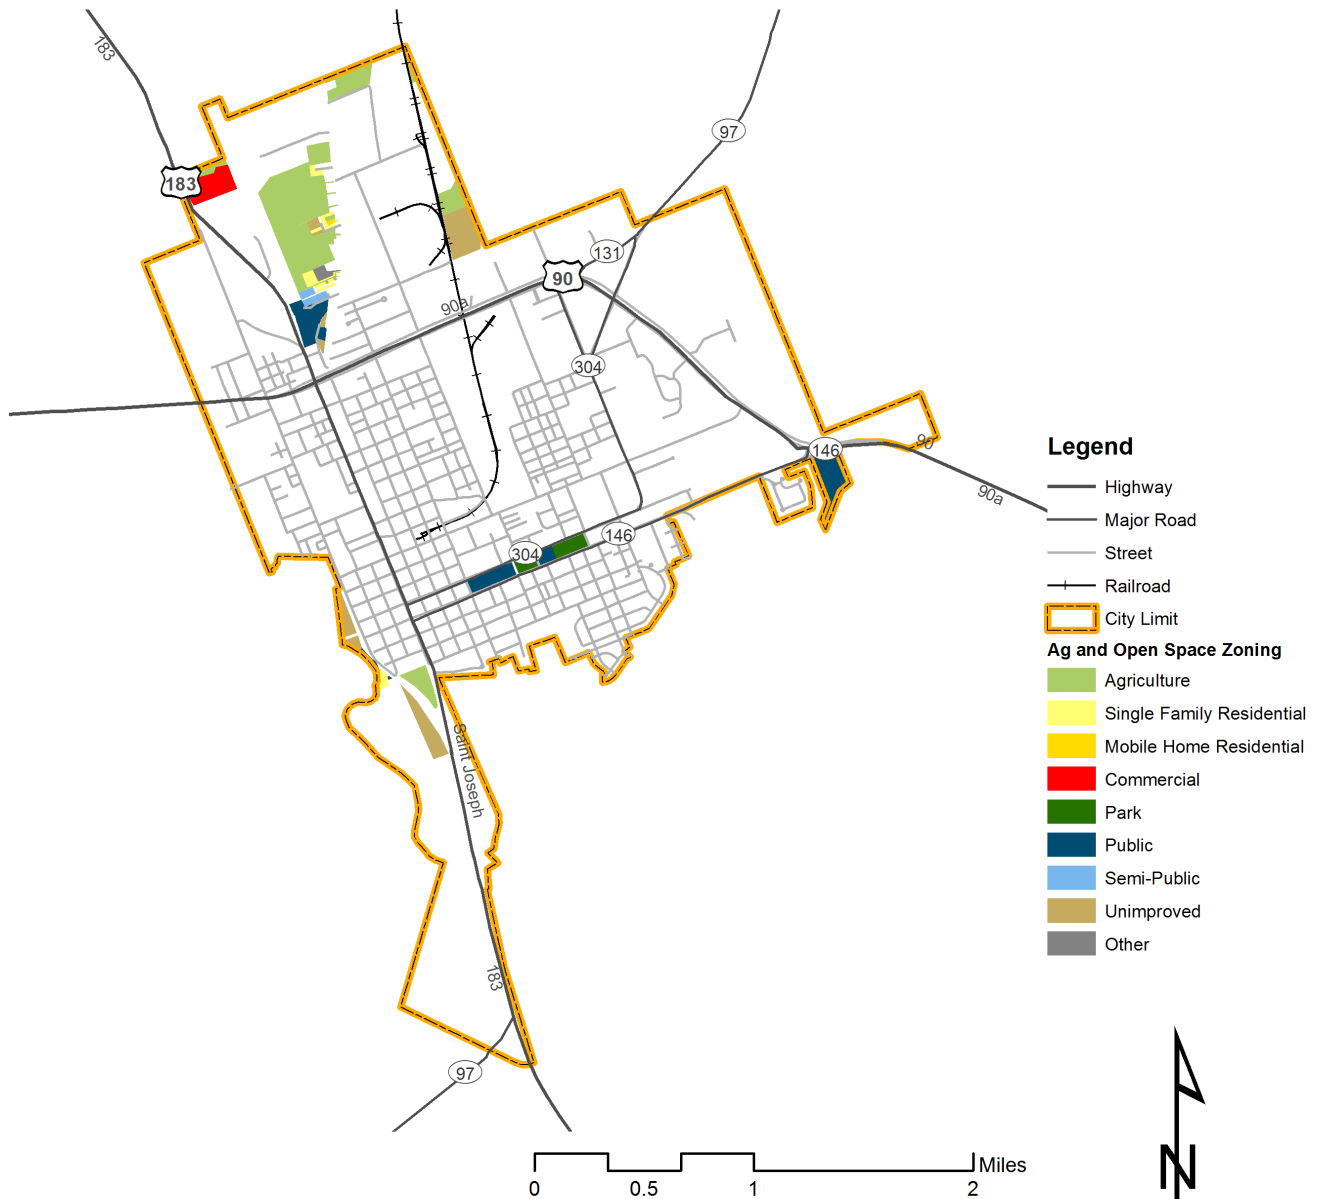 183
97
183
131
90
90a
304
146
90
90a
304
146
Saint Joseph
183
97
Legend
Highway
Major Road
Street
Railroad
City Limit
Ag and Open Space Zoning
Agriculture
Single Family Residential
Mobile Home Residential
Commercial
Park
Public
Semi-Public
Unimproved
Other
N
Miles
0 0.5 1 2